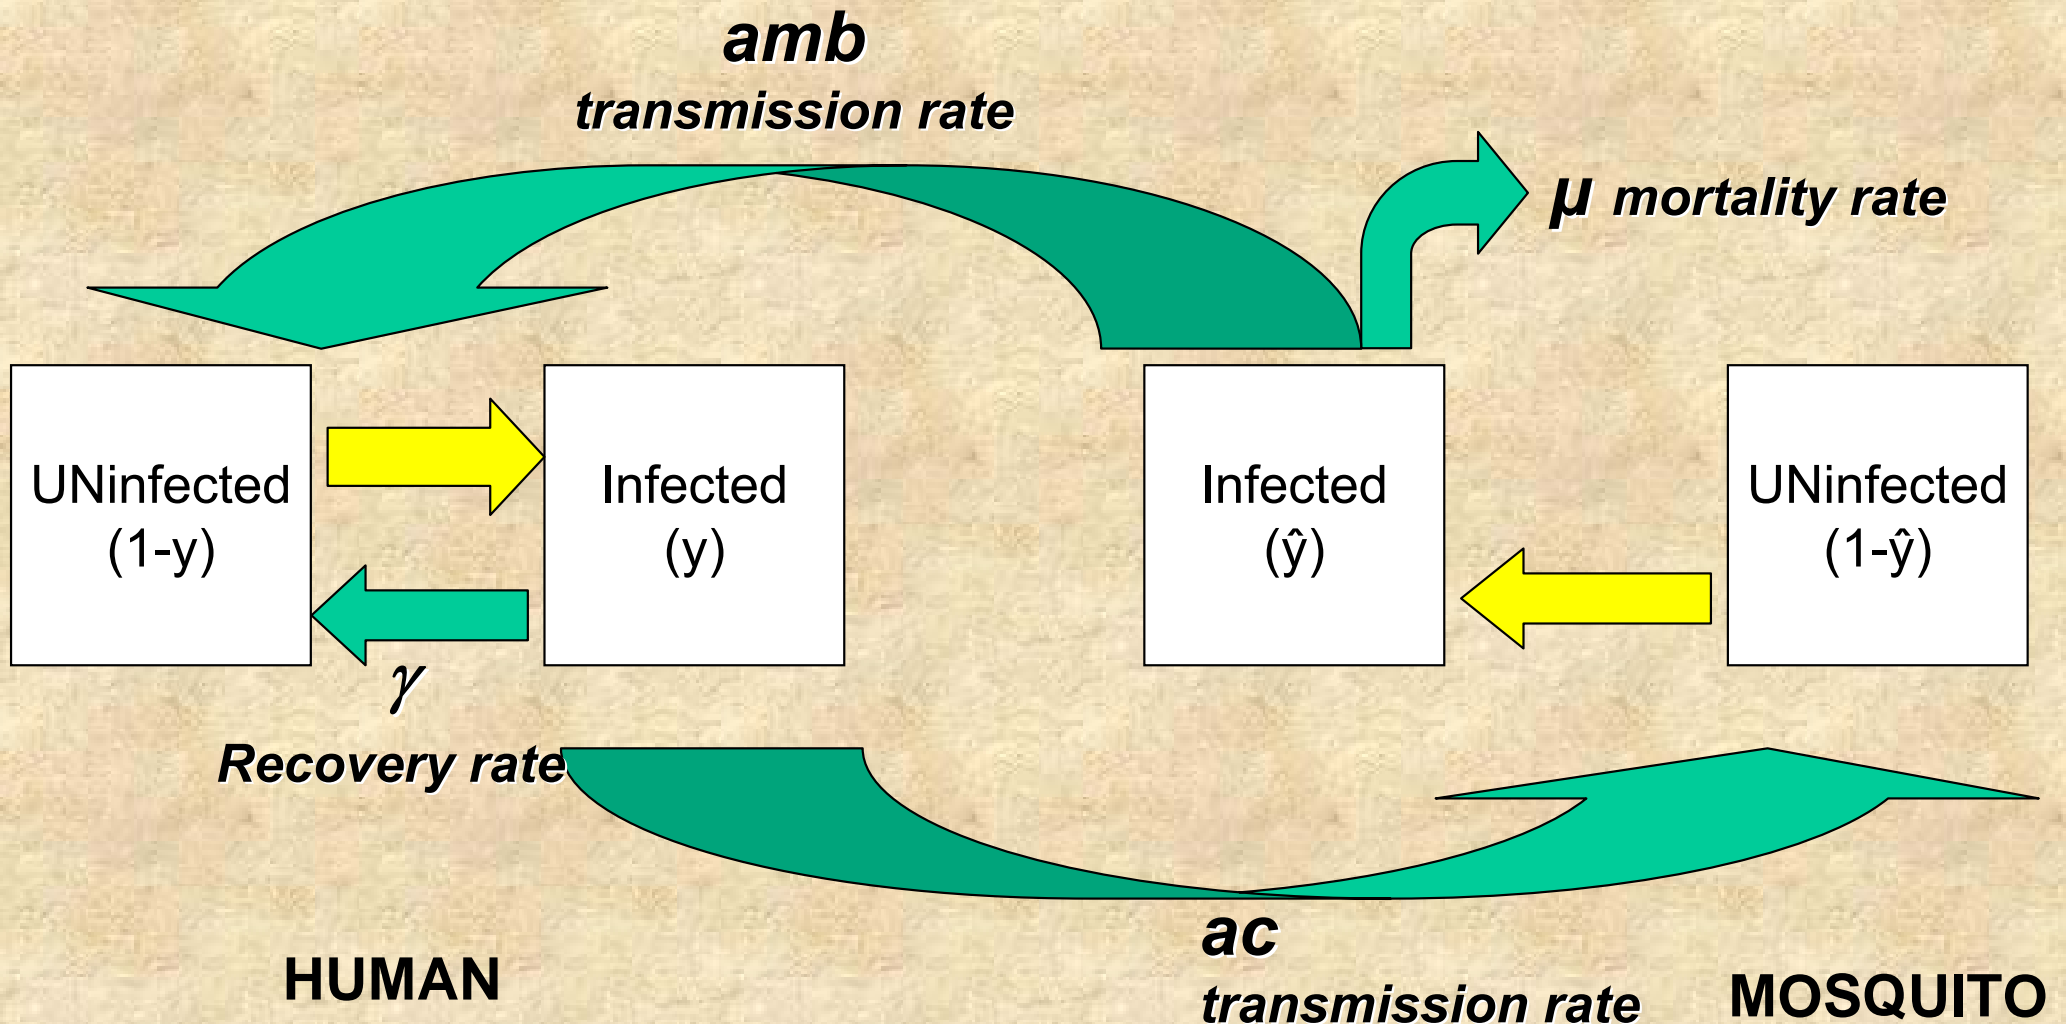 amb
transmission rate
µ mortality rate
UNinfected
(1-y)
Infected
(y)
Infected
(ŷ)
UNinfected
(1-ŷ)
γ
Recovery rate
ac
transmission rate
HUMAN
MOSQUITO